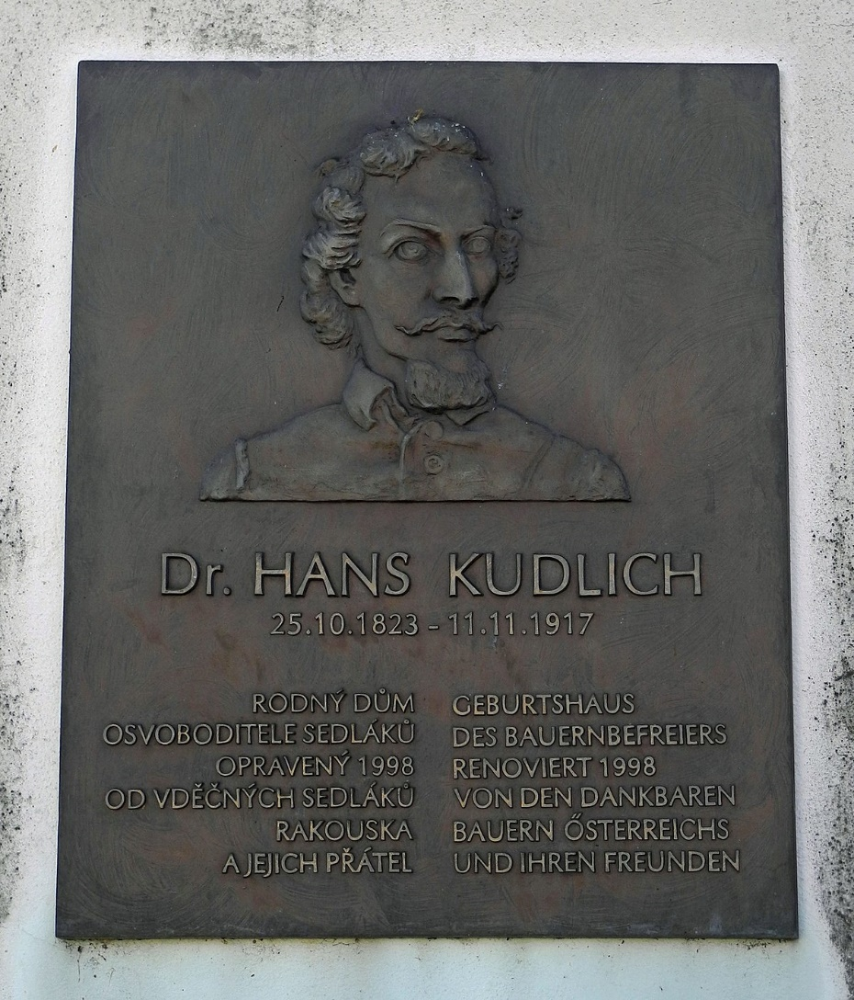 Dr. HANS KUDLICH
25.10.1823 - 11.11.1917
RODNÝ DŮM
OSVOBODITELE SEDLÁKŮ
OPRAVENÝ 1998
OD VDĚČNÝCH SEDLÁKŮ
RAKOUSKA
A JEJICH PŘÁTEL
GEBURTSHAUS
DES BAUERNBEFREIERS
RENOVIERT 1998
VON DEN DANKBAREN
BAUERN ŐSTERREICHS
UND IHREN FREUNDEN